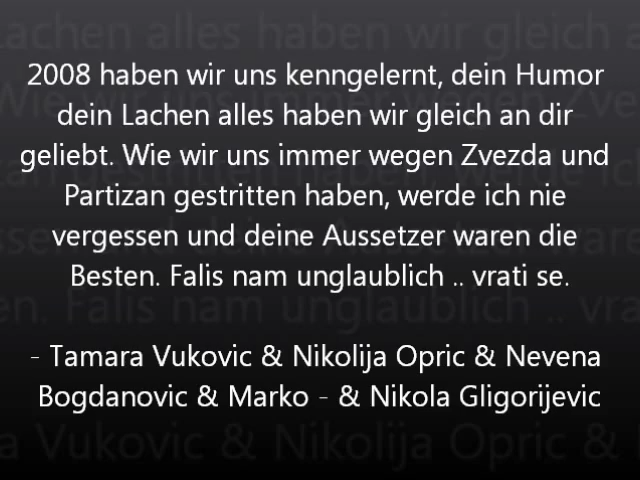 2008 haben wir uns kenngelernt, dein Humor
dein Lachen alles haben wir gleich an dir
geliebt. Wie wir uns immer wegen Zvezda und
Partizan gestritten haben, werde ich nie
vergessen und deine Aussetzer waren die
Besten. Falis nam unglaublich .. vrati se.
- Tamara Vukovic & Nikolija Opric & Nevena
Bogdanovic & Marko - & Nikola Gligorijevic